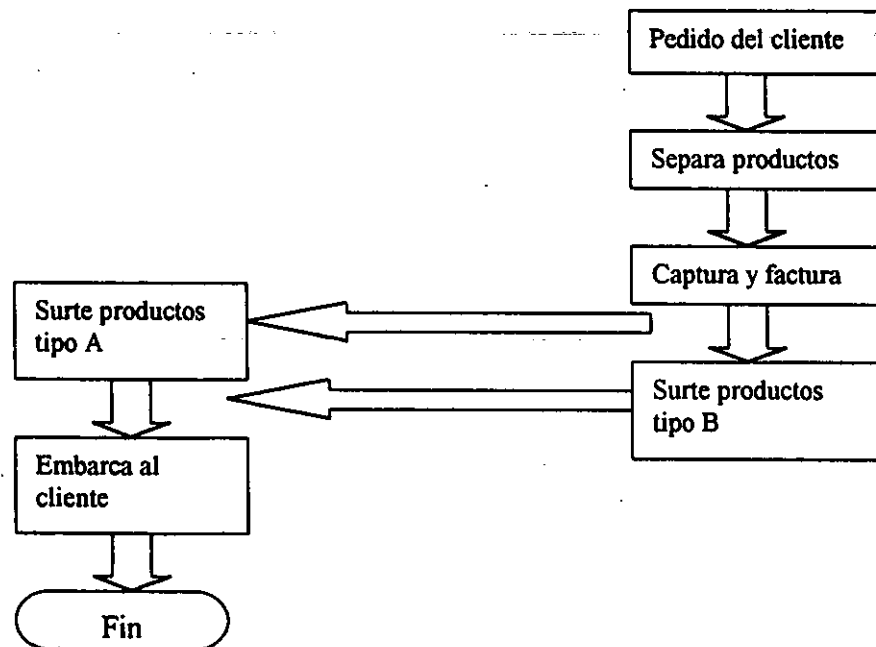 Pedido del cliente
Separa productos
Captura y factura
Surte productos
tipo A
Surte productos
tipo B
Embarca al
cliente
Fin